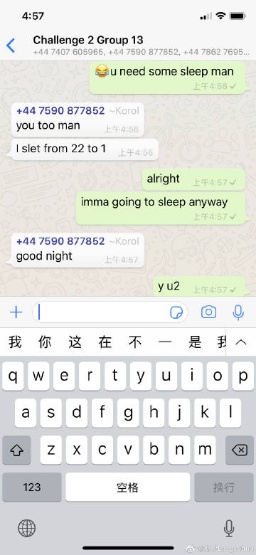 4:57
Challenge 2 Group 13
+44 7407 605965, +44 7590 877852, +44 7862 7695...
😂u need some sleep man
上午4:56
+44 7590 877852 ~Korol
you too man
上午4:56
I slet from 22 to 1
上午4:56
alright
上午4:57
imma going to sleep anyway
上午4:57
+44 7590 877852 ~Korol
good night
上午4:57
y u2
上午4:57
我 你 这 在 不 一 是
q w e r t y u i o p
a s d f g h j k l
z x c v b n m
123 空格 换行